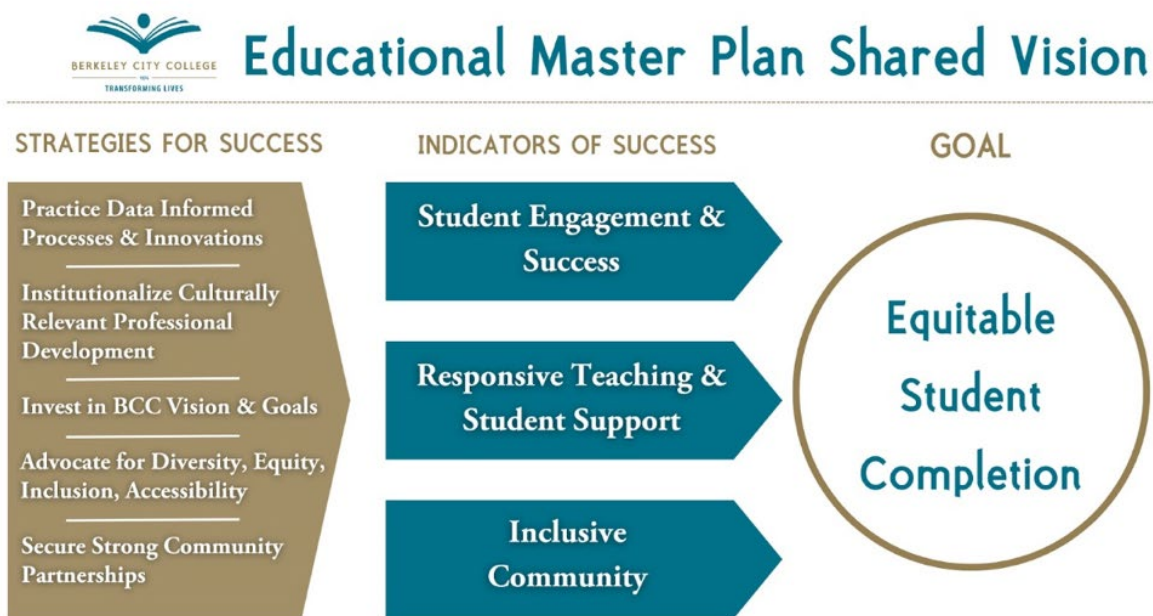 BERKELEY CITY COLLEGE
TRANSFORMING LIVES
Educational Master Plan Shared Vision
STRATEGIES FOR SUCCESS
Practice Data Informed
Processes & Innovations
Institutionalize Culturally
Relevant Professional
Development
Invest in BCC Vision & Goals
Advocate for Diversity, Equity,
Inclusion, Accessibility
Secure Strong Community
Partnerships
INDICATORS OF SUCCESS
Student Engagement &
Success
Responsive Teaching &
Student Support
Inclusive
Community
GOAL
Equitable
Student
Completion